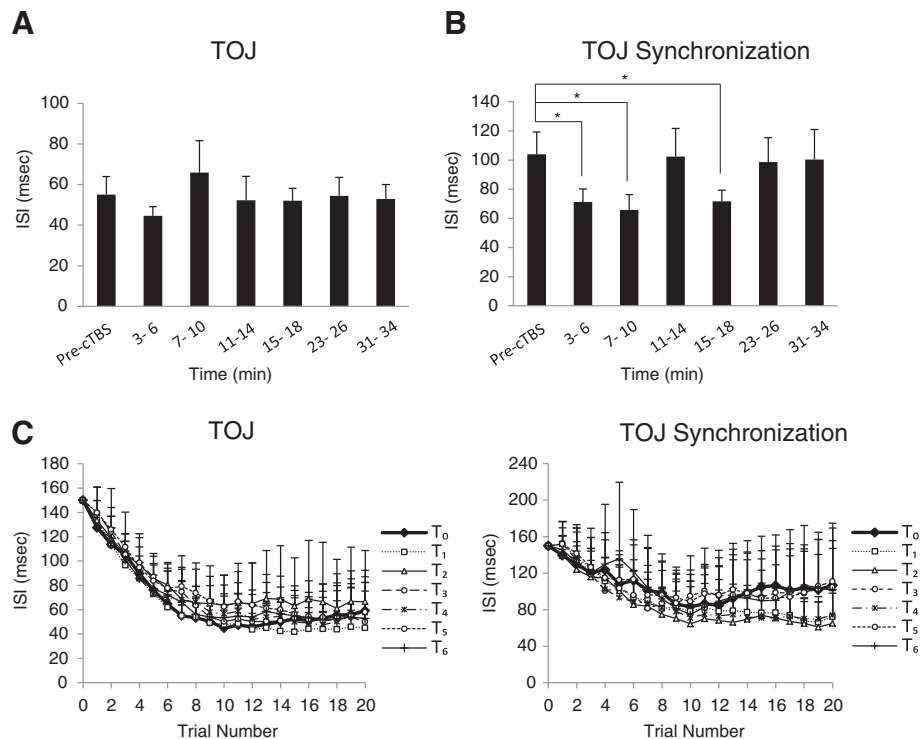 A
TOJ
ISI (msec)
100
80
60
40
20
0
Pre-cTBS
3- 6
7- 10
11-14
15- 18
23- 26
31- 34
Time (min)
B
TOJ Synchronization
ISI (msec)
140
120
100
80
60
40
20
0
*
*
*
Pre-cTBS
3- 6
7- 10
11-14
15- 18
23- 26
31- 34
Time (min)
C
TOJ
ISI (msec)
180
160
140
120
100
80
60
40
20
0
0 2 4 6 8 10 12 14 16 18 20
Trial Number
T₀
T₁
T₂
T₃
T₄
T₅
T₆
TOJ Synchronization
ISI (msec)
240
200
160
120
80
40
0
0 2 4 6 8 10 12 14 16 18 20
Trial Number
T₀
T₁
T₂
T₃
T₄
T₅
T₆